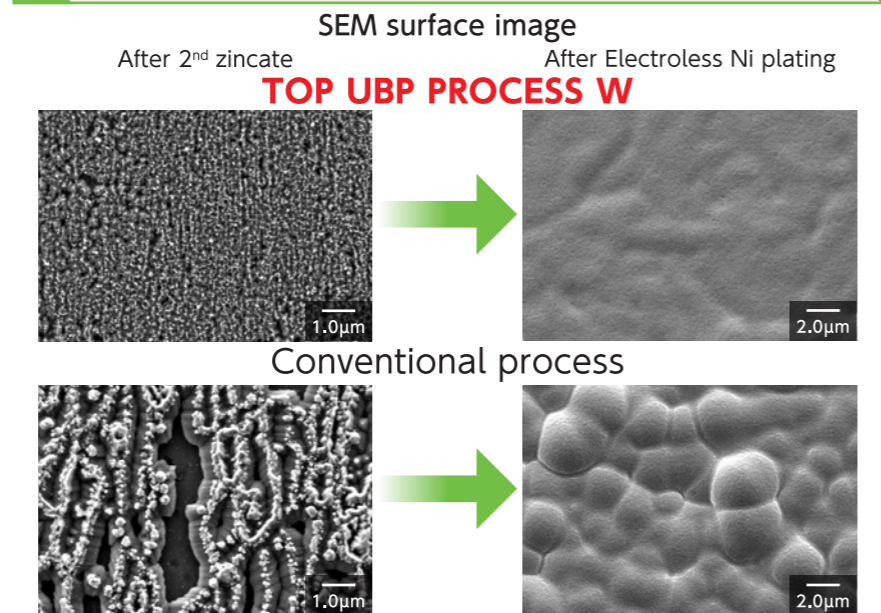 SEM surface image
After 2nd zincate
After Electroless Ni plating
TOP UBP PROCESS W
1.0μm
2.0μm
Conventional process
1.0μm
2.0μm